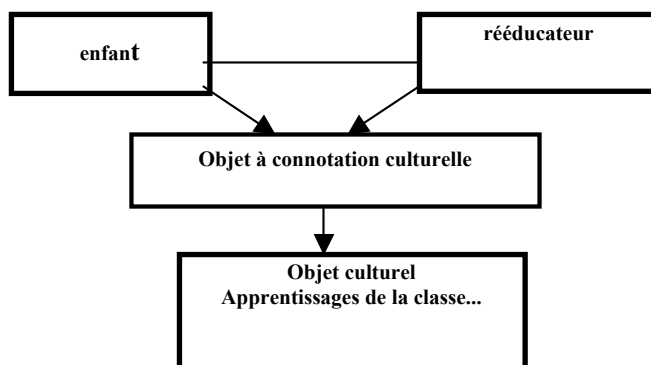 enfant
rééducateur
Objet à connotation culturelle
Objet culturel
Apprentissages de la classe...